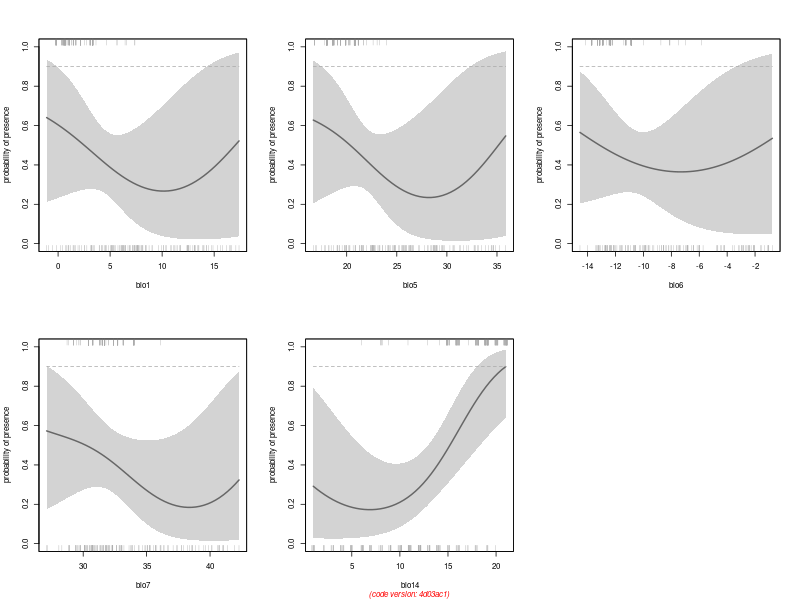 probability of presence
0.0 0.2 0.4 0.6 0.8 1.0
0 5 10 15
bio1
probability of presence
0.0 0.2 0.4 0.6 0.8 1.0
20 25 30 35
bio5
probability of presence
0.0 0.2 0.4 0.6 0.8 1.0
-14 -12 -10 -8 -6 -4 -2
bio6
probability of presence
0.0 0.2 0.4 0.6 0.8 1.0
30 35 40
bio7
probability of presence
0.0 0.2 0.4 0.6 0.8 1.0
5 10 15 20
bio14
(code version: 4d03ac1)